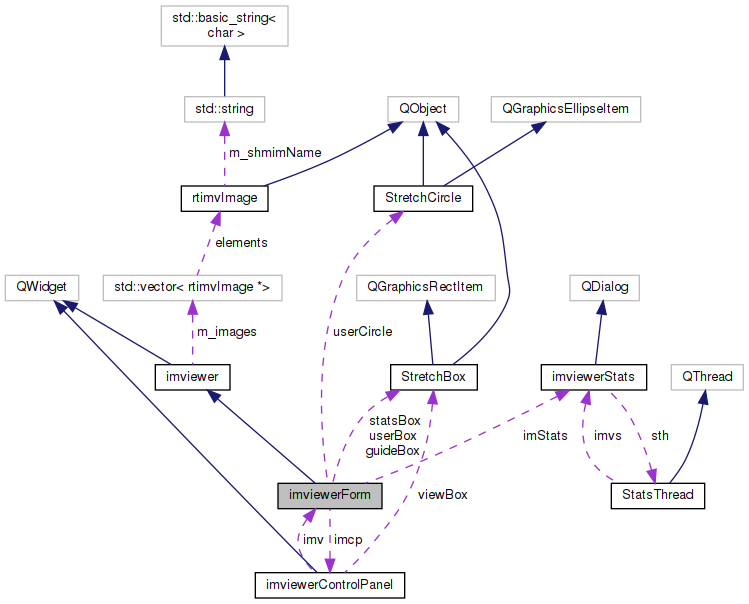 std::basic_string<
char >
std::string
QObject
QGraphicsEllipseItem
m_shmimName
rtimvImage
StretchCircle
elements
QWidget
std::vector< rtimvImage *>
QGraphicsRectItem
QDialog
m_images
userCircle
imviewer
StretchBox
imviewerStats
QThread
statsBox
userBox
guideBox
imStats
imvs
sth
imviewerForm
viewBox
StatsThread
imv
imcp
imviewerControlPanel